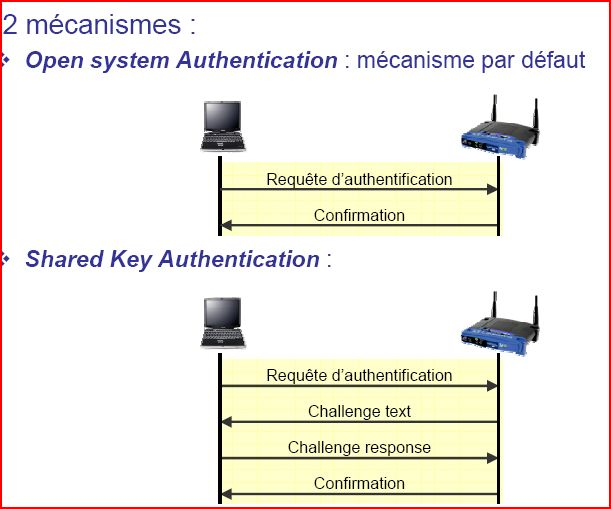 2 mécanismes :
Open system Authentication : mécanisme par défaut
Requête d'authentification
Confirmation
Shared Key Authentication :
Requête d'authentification
Challenge text
Challenge response
Confirmation